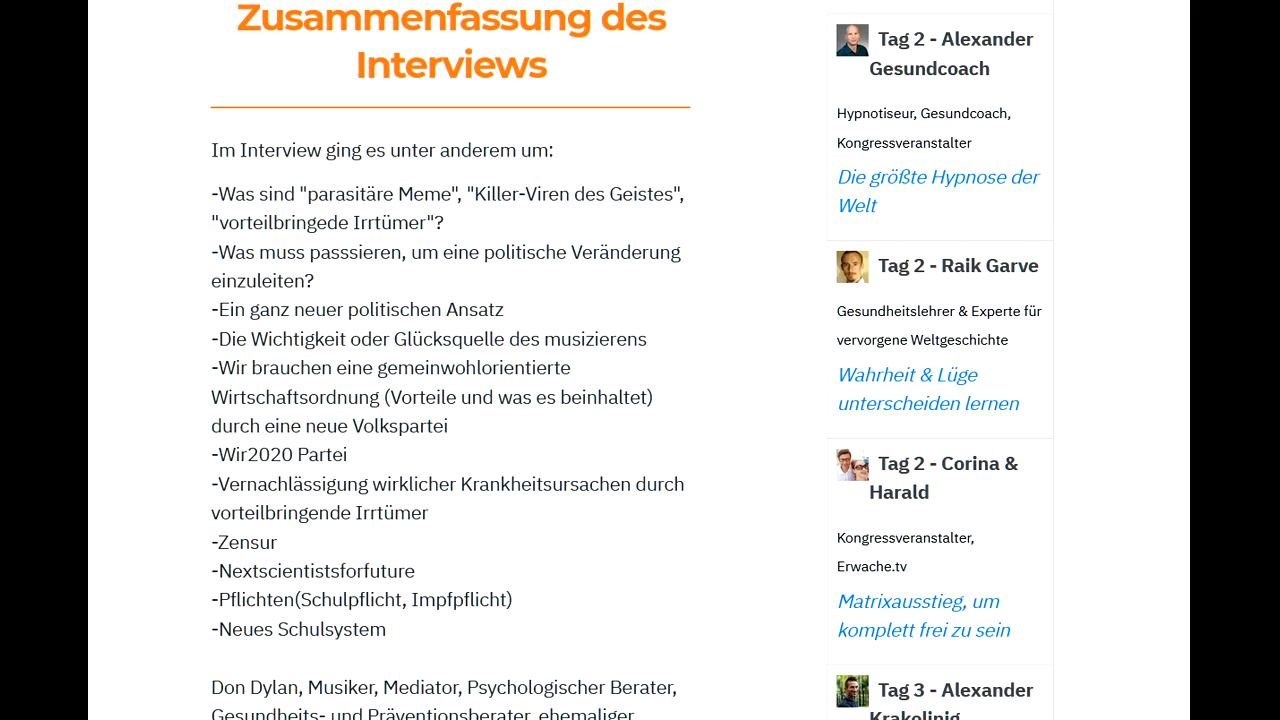 Zusammenfassung des
Interviews
Im Interview ging es unter anderem um:
-Was sind "parasitäre Meme", "Killer-Viren des Geistes",
"vorteilbringede Irrtümer"?
-Was muss passsieren, um eine politische Veränderung
einzuleiten?
-Ein ganz neuer politischen Ansatz
-Die Wichtigkeit oder Glücksquelle des musizierens
-Wir brauchen eine gemeinwohlorientierte
Wirtschaftsordnung (Vorteile und was es beinhaltet)
durch eine neue Volkspartei
-Wir2020 Partei
-Vernachlässigung wirklicher Krankheitsursachen durch
vorteilbringende Irrtümer
-Zensur
-Nextscientistsforfuture
-Pflichten(Schulpflicht, Impfpflicht)
-Neues Schulsystem
Don Dylan, Musiker, Mediator, Psychologischer Berater,
Gesundheits- und Präventionsberater, ehemaliger
Tag 2 - Alexander
Gesundcoach
Hypnotiseur, Gesundcoach,
Kongressveranstalter
Die größte Hypnose der
Welt
Tag 2 - Raik Garve
Gesundheitslehrer & Experte für
vervorgene Weltgeschichte
Wahrheit & Lüge
unterscheiden lernen
Tag 2 - Corina &
Harald
Kongressveranstalter,
Erwache.tv
Matrixausstieg, um
komplett frei zu sein
Tag 3 - Alexander
Krakolinig